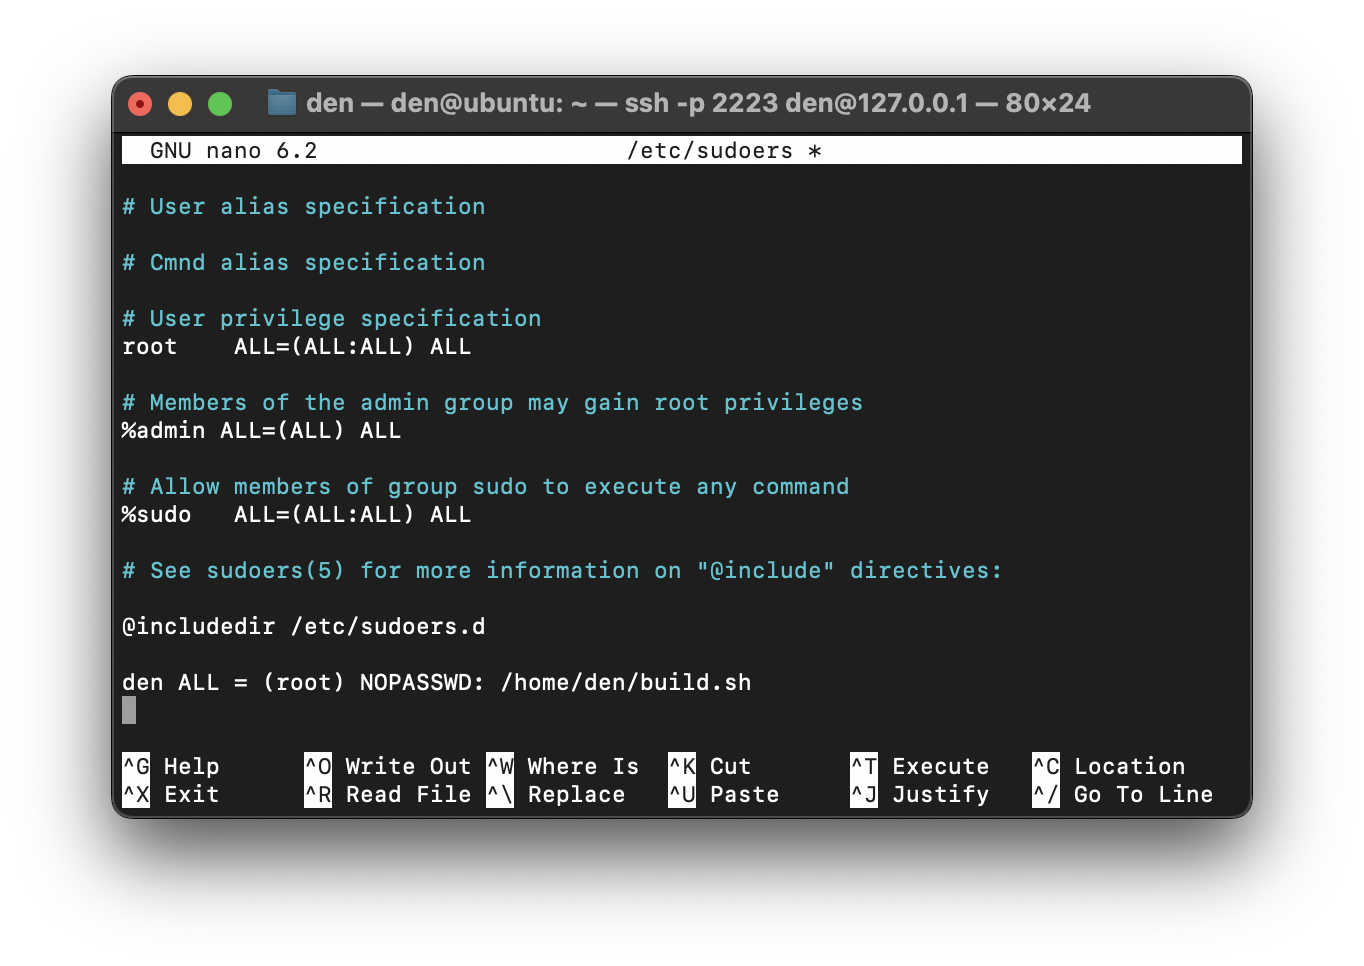 den — den@ubuntu: ~ — ssh -p 2223 den@127.0.0.1 — 80×24
GNU nano 6.2 /etc/sudoers *
# User alias specification
# Cmnd alias specification
# User privilege specification
root    ALL=(ALL:ALL) ALL
# Members of the admin group may gain root privileges
%admin ALL=(ALL) ALL
# Allow members of group sudo to execute any command
%sudo   ALL=(ALL:ALL) ALL
# See sudoers(5) for more information on "@include" directives:
@includedir /etc/sudoers.d
den ALL = (root) NOPASSWD: /home/den/build.sh
^G Help ^O Write Out ^W Where Is ^K Cut ^T Execute ^C Location
^X Exit ^R Read File ^\ Replace ^U Paste ^J Justify ^/ Go To Line